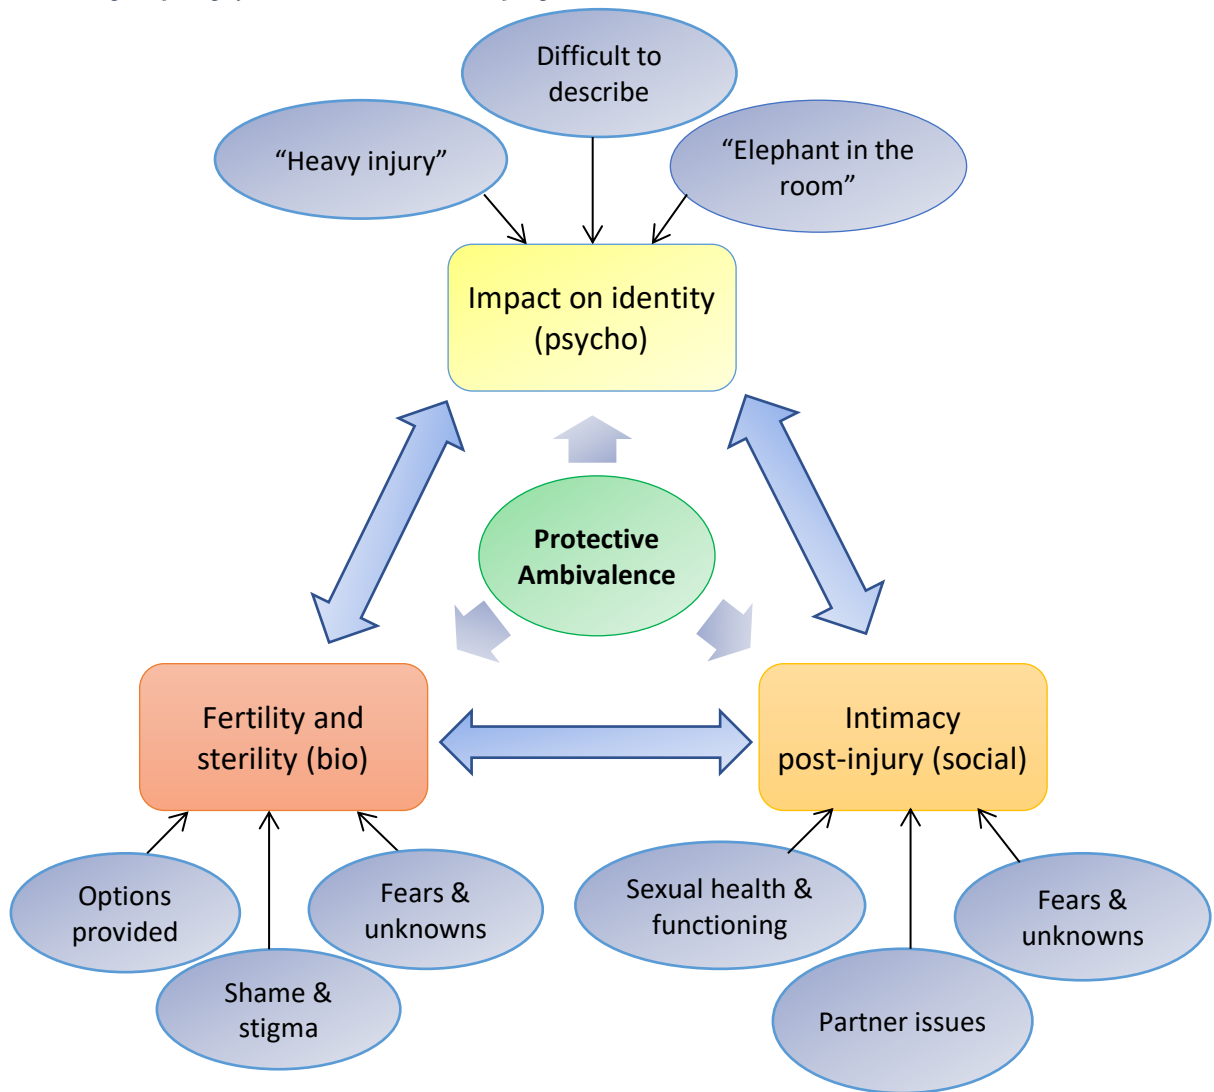 Difficult to
describe
“Heavy injury”
“Elephant in the
room”
Impact on identity
(psycho)
Protective
Ambivalence
Fertility and
sterility (bio)
Intimacy
post-injury (social)
Options
provided
Shame &
stigma
Fears &
unknowns
Sexual health &
functioning
Partner issues
Fears &
unknowns